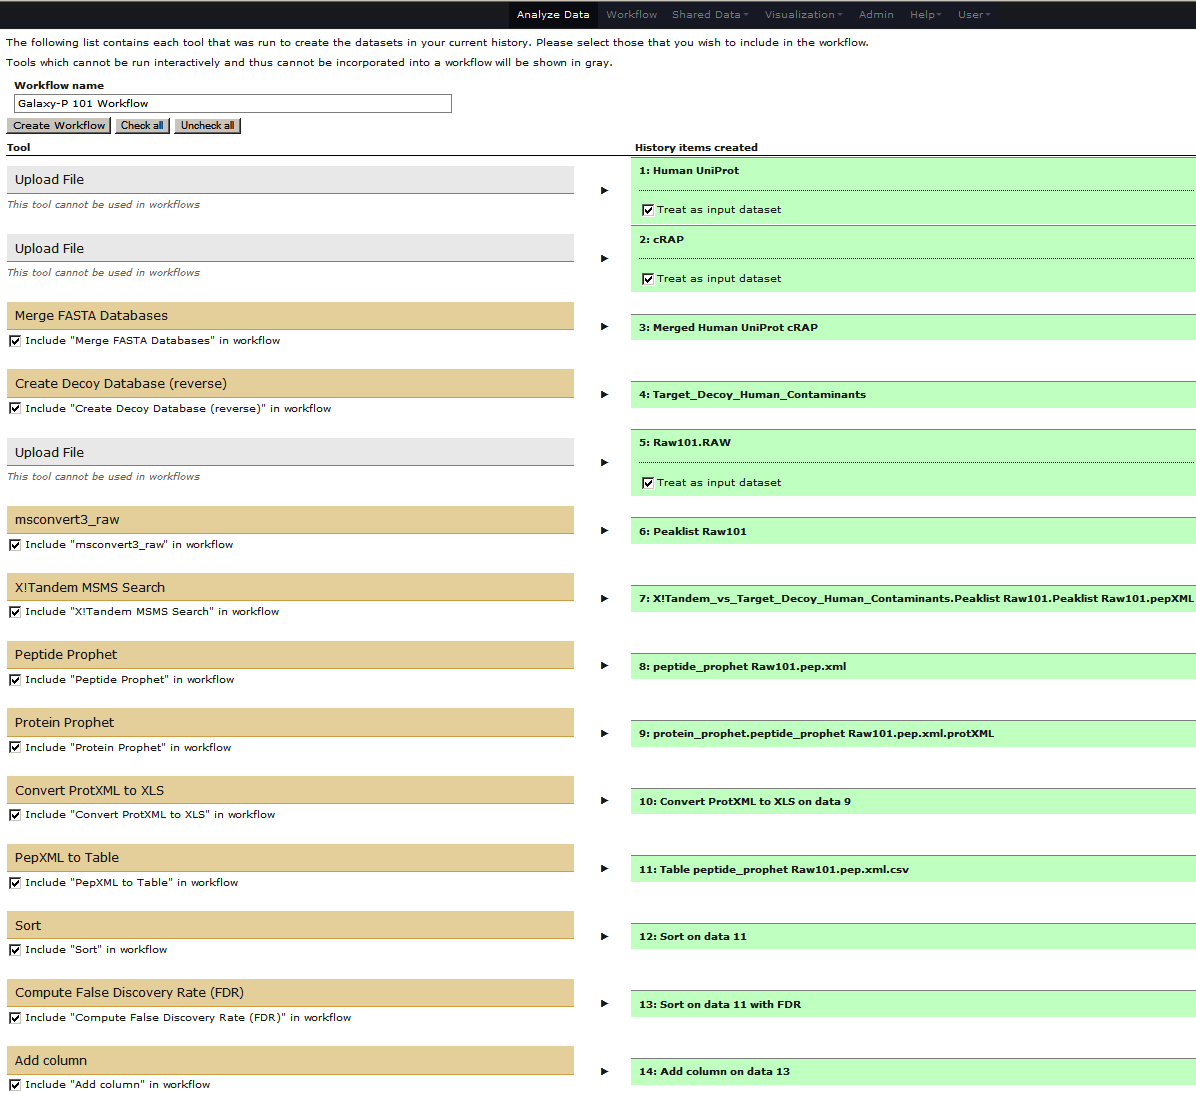 Analyze Data Workflow Shared Data Visualization Admin Help User
The following list contains each tool that was run to create the datasets in your current history. Please select those that you wish to include in the workflow.
Tools which cannot be run interactively and thus cannot be incorporated into a workflow will be shown in gray.
Workflow name
Galaxy-P 101 Workflow
Create Workflow Check all Uncheck all
Tool History items created
Upload File
This tool cannot be used in workflows
1: Human UniProt
Treat as input dataset
Upload File
This tool cannot be used in workflows
2: cRAP
Treat as input dataset
Merge FASTA Databases
Include "Merge FASTA Databases" in workflow
3: Merged Human UniProt cRAP
Create Decoy Database (reverse)
Include "Create Decoy Database (reverse)" in workflow
4: Target_Decoy_Human_Contaminants
Upload File
This tool cannot be used in workflows
5: Raw101.RAW
Treat as input dataset
msconvert3_raw
Include "msconvert3_raw" in workflow
6: Peaklist Raw101
X!Tandem MSMS Search
Include "X!Tandem MSMS Search" in workflow
7: X!Tandem_vs_Target_Decoy_Human_Contaminants.Peaklist Raw101.Peaklist Raw101.pepXML
Peptide Prophet
Include "Peptide Prophet" in workflow
8: peptide_prophet Raw101.pep.xml
Protein Prophet
Include "Protein Prophet" in workflow
9: protein_prophet.peptide_prophet Raw101.pep.xml.protXML
Convert ProtXML to XLS
Include "Convert ProtXML to XLS" in workflow
10: Convert ProtXML to XLS on data 9
PepXML to Table
Include "PepXML to Table" in workflow
11: Table peptide_prophet Raw101.pep.xml.csv
Sort
Include "Sort" in workflow
12: Sort on data 11
Compute False Discovery Rate (FDR)
Include "Compute False Discovery Rate (FDR)" in workflow
13: Sort on data 11 with FDR
Add column
Include "Add column" in workflow
14: Add column on data 13